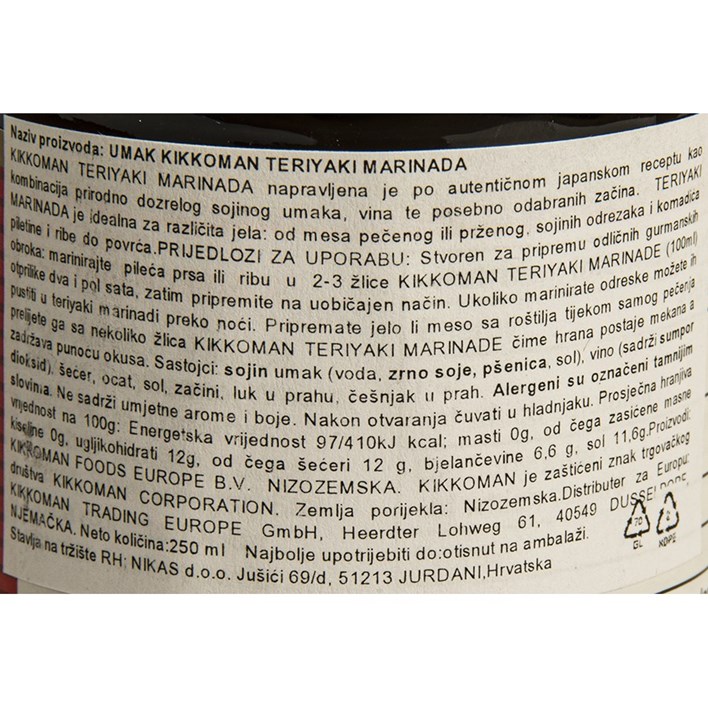 Naziv proizvoda: UMAK KIKKOMAN TERIYAKI MARINADA
KIKKOMAN TERIYAKI MARINADA napravljena je po autentičnom japanskom receptu kao
kombinacija prirodno dozrelog sojinog umaka, vina te posebno odabranih začina. TERIYAKI
MARINADA je idealna za različita jela: od mesa pečenog ili prženog, sojinih odrezaka i komadića
piletine i ribe do povrća.PRIJEDLOZI ZA UPORABU: Stvoren za pripremu odličnih gurmanskih
obroka: marinirajte pileća prsa ili ribu u 2-3 žlice KIKKOMAN TERIYAKI MARINADE (100ml)
otprilike dva i pol sata, zatim pripremite na uobičajen način. Ukoliko marinirate odreske možete ih
pustiti u teriyaki marinadi preko noći. Pripremate jelo li meso sa roštilja tijekom samog pečenja
prelijete ga sa nekoliko žlica KIKKOMAN TERIYAKI MARINADE čime hrana postaje mekana a
zadržava punoću okusa. Sastojci: sojin umak (voda, zrno soje, pšenica, sol), vino (sadrži sumpor
dioksid), šećer, ocat, sol, začini, luk u prahu, češnjak u prah. Alergeni su označeni tamnijim
slovima. Ne sadrži umjetne arome i boje. Nakon otvaranja čuvati u hladnjaku. Prosječna hranjiva
vrijednost na 100g: Energetska vrijednost 97/410kJ kcal; masti 0g, od čega zasićene masne
kiseline 0g, ugljikohidrati 12g, od čega šećeri 12 g, bjelančevine 6,6 g, sol 11,6g.Proizvodi:
KIKKOMAN FOODS EUROPE B.V. NIZOZEMSKA. KIKKOMAN je zaštićeni znak trgovačkog
društva KIKKOMAN CORPORATION. Zemlja porijekla: Nizozemska.Distributer za Europu:
KIKKOMAN TRADING EUROPE GmbH, Heerdter Lohweg 61, 40549 DUSSELDORF,
NJEMAČKA. Neto količina:250 ml Najbolje upotrijebiti do:otisnut na ambalaži.
Stavlja na tržište RH: NIKAS d.o.o. Jušići 69/d, 51213 JURDANI,Hrvatska
70
GL
2
KOPE